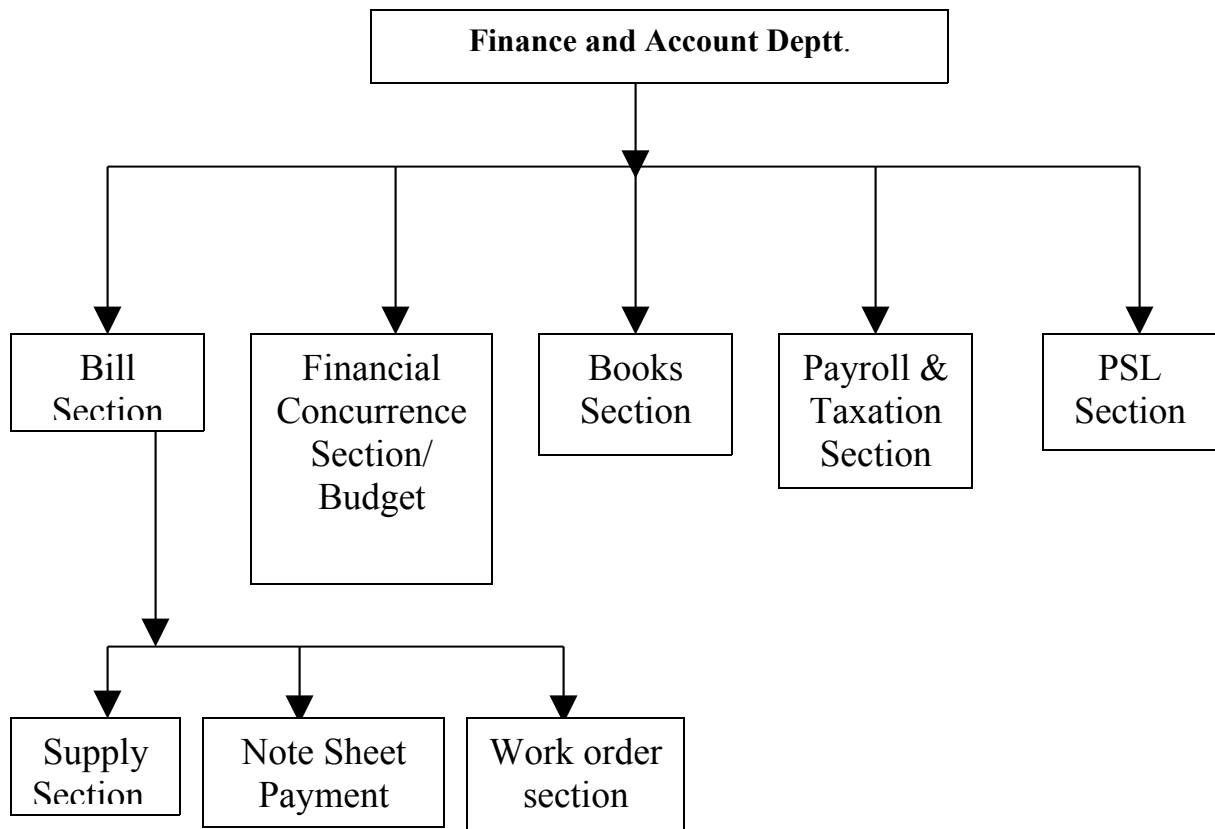 Finance and Account Deptt.
Bill
Section
Financial
Concurrence
Section/
Budget
Books
Section
Payroll &
Taxation
Section
PSL
Section
Supply
Section
Note Sheet
Payment
Work order
section